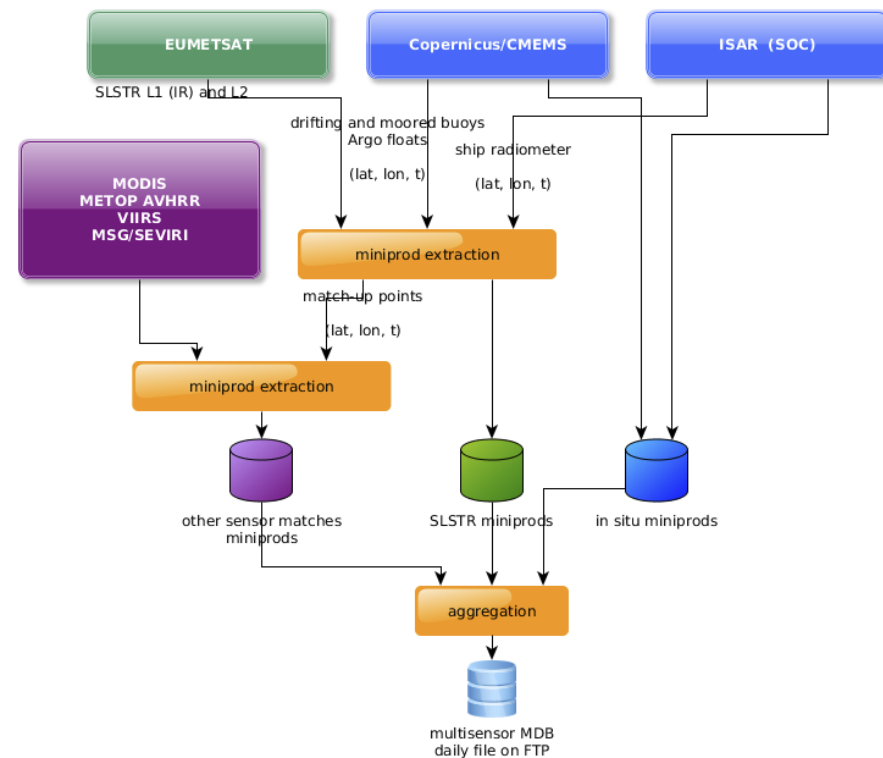 EUMETSAT
Copernicus/CMEMS
ISAR (SOC)
SLSTR L1 (IR) and L2
drifting and moored buoys
Argo floats
(lat, lon, t)
ship radiometer
(lat, lon, t)
MODIS
METOP AVHRR
VIIRS
MSG/SEVIRI
miniprod extraction
match-up points
(lat, lon, t)
miniprod extraction
other sensor matches
miniprods
SLSTR miniprods
in situ miniprods
aggregation
multisensor MDB
daily file on FTP